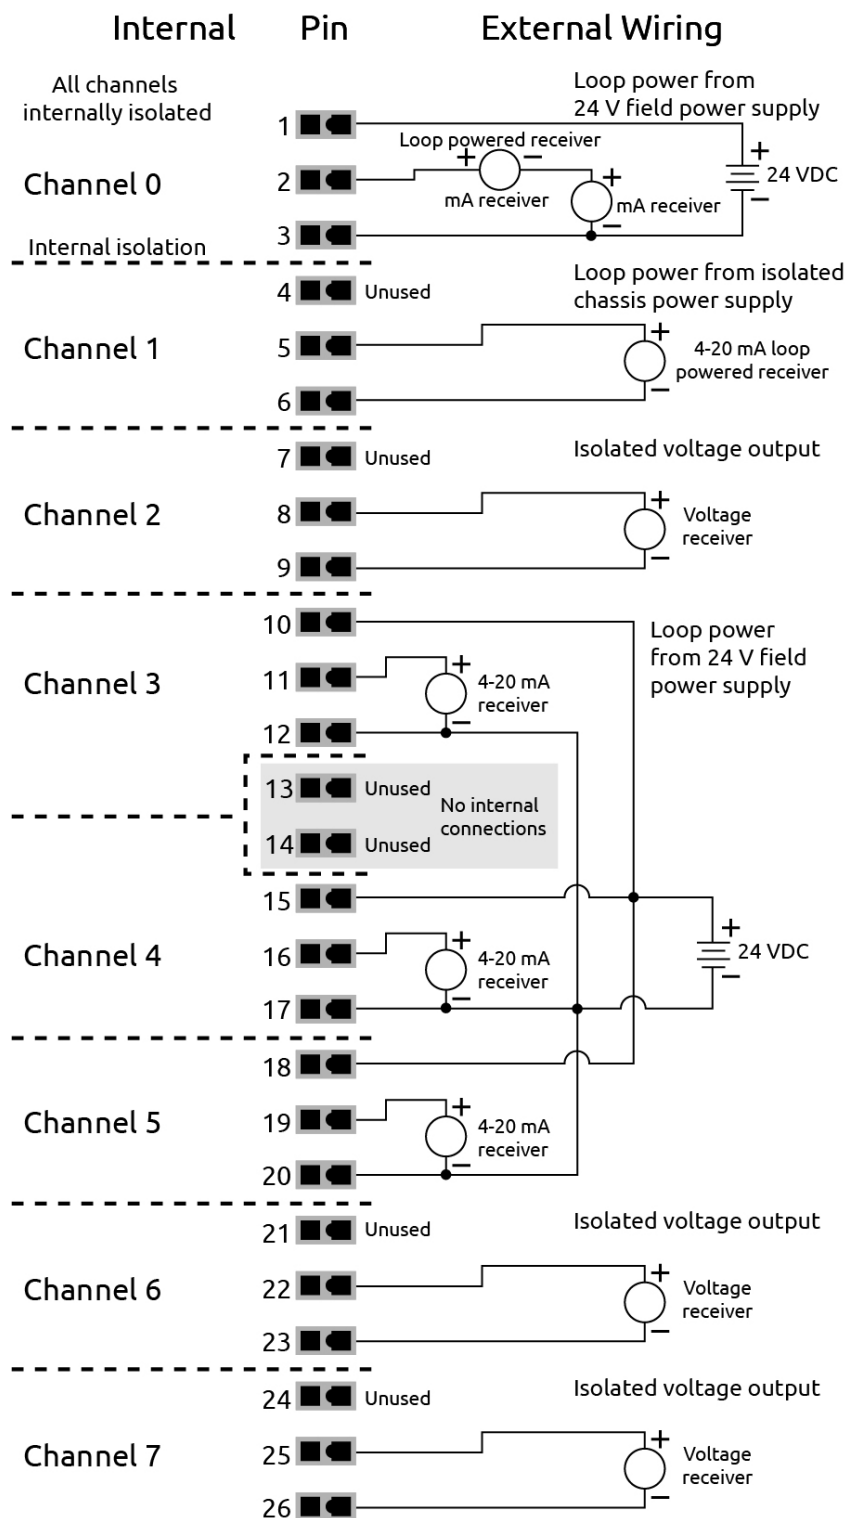 Internal Pin External Wiring
All channels
internally isolated
Loop power from
24 V field power supply
1
Loop powered receiver
+ −
+
Channel 0
2
+
24 VDC
mA receiver
mA receiver
−
−
3
Internal isolation
4 Unused
Loop power from isolated
chassis power supply
Channel 1
5
+
4-20 mA loop
powered receiver
−
6
7 Unused
Isolated voltage output
Channel 2
8
+
Voltage
receiver
−
9
10
Loop power
from 24 V field
power supply
Channel 3
11
+
4-20 mA
receiver
−
12
13 Unused
No internal
connections
14 Unused
15
+
Channel 4
16
+
4-20 mA
receiver
24 VDC
−
−
17
18
Channel 5
19
+
4-20 mA
receiver
−
20
21 Unused
Isolated voltage output
Channel 6
22
+
Voltage
receiver
−
23
24 Unused
Isolated voltage output
Channel 7
25
+
Voltage
receiver
−
26